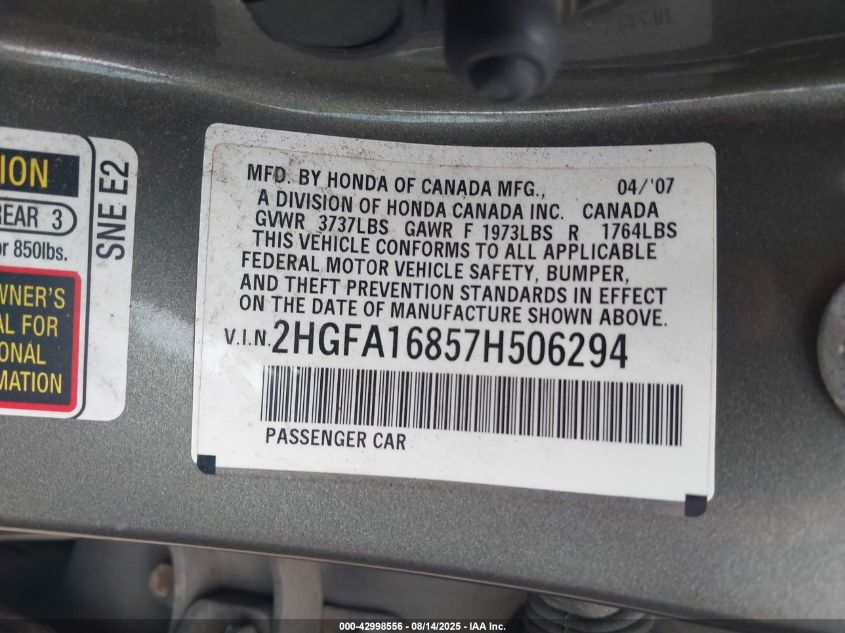 ION
REAR 3
or 850lbs.
SNE E2
WNER'S
AL FOR
ONAL
MATION
MFD. BY HONDA OF CANADA MFG., 04/'07
A DIVISION OF HONDA CANADA INC. CANADA
GVWR 3737LBS GAWR F 1973LBS R 1764LBS
THIS VEHICLE CONFORMS TO ALL APPLICABLE
FEDERAL MOTOR VEHICLE SAFETY, BUMPER,
AND THEFT PREVENTION STANDARDS IN EFFECT
ON THE DATE OF MANUFACTURE SHOWN ABOVE.
V.I.N. 2HGFA16857H506294
PASSENGER CAR
000-42998556 - 08/14/2025 - IAA Inc.